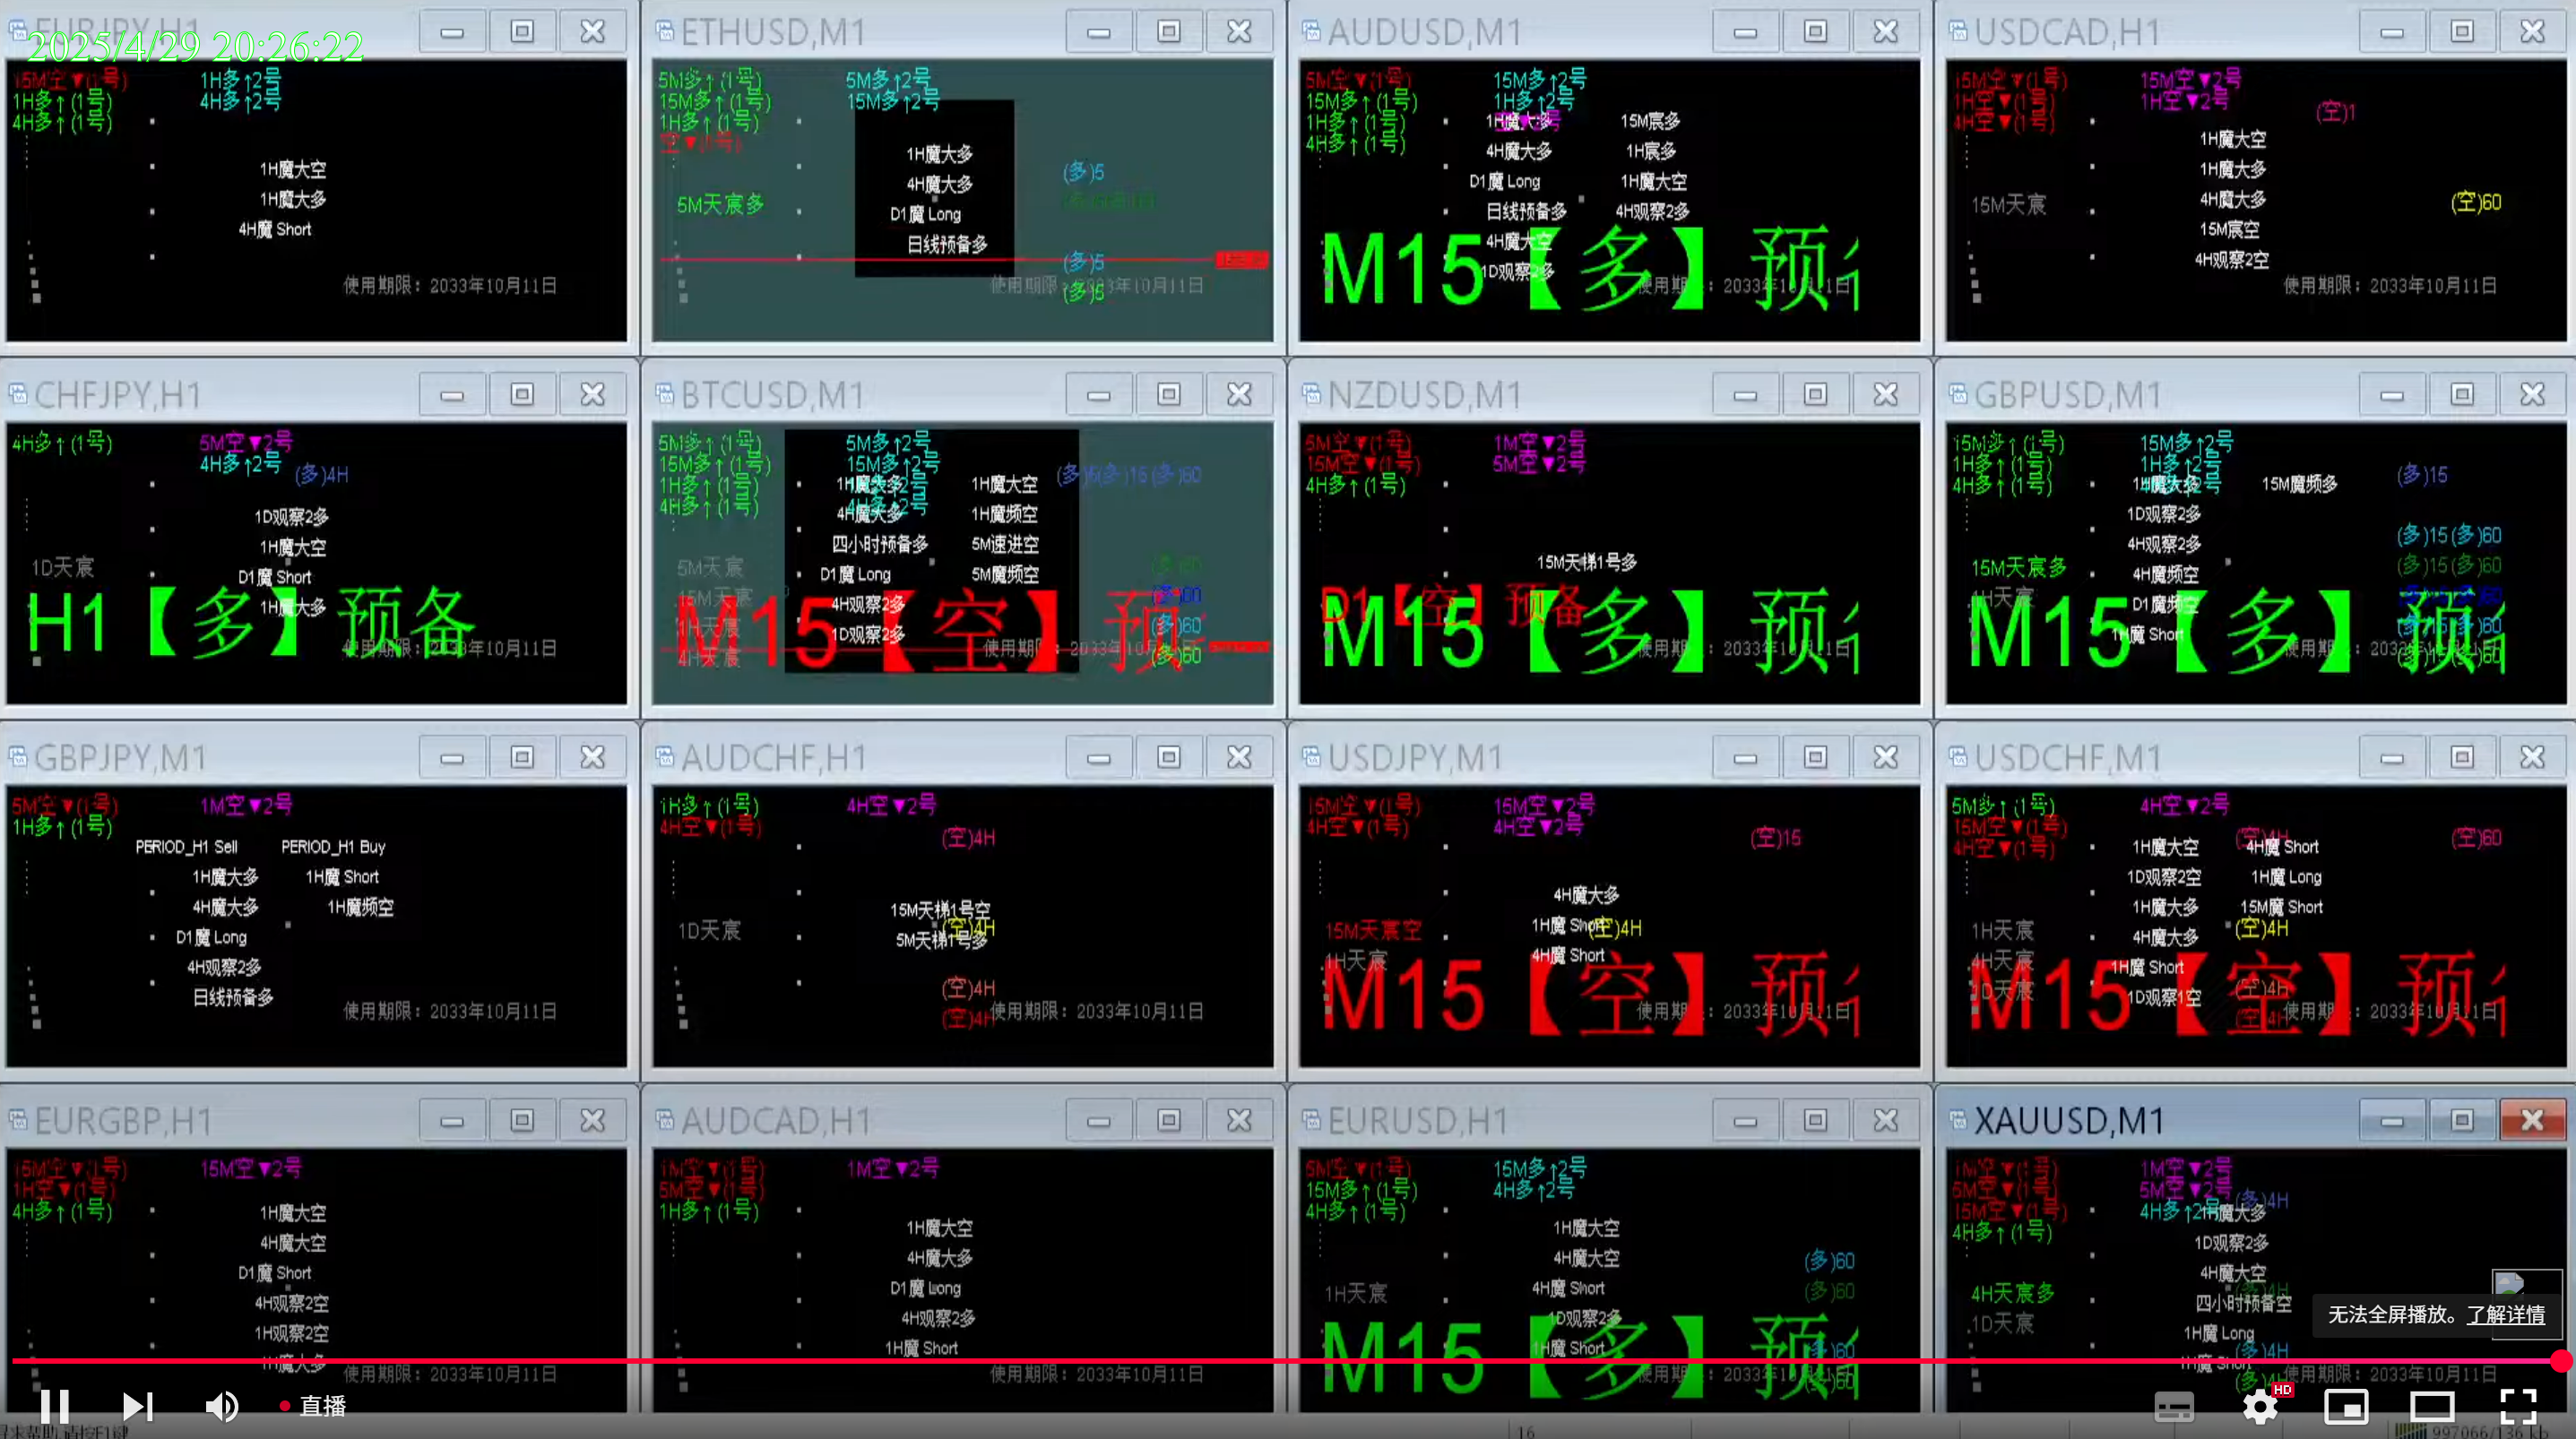 EURJPY,H1
2025/4/29 20:26:22
15M空▼(1号)
1H多↑(1号)
4H多↑(1号)
1H多↑2号
4H多↑2号
1H魔大空
1H魔大多
4H魔 Short
使用期限：2033年10月11日
ETHUSD,M1
5M多↑(1号)
15M多↑(1号)
1H多↑(1号)
空▼(1号)
5M多↑2号
15M多↑2号
5M天宸多
1H魔大多
4H魔大多
D1魔 Long
日线预备多
(多)5
(多)5
(多)5
使用期限：2033年10月11日
AUDUSD,M1
5M空▼(1号)
15M多↑(1号)
1H多↑(1号)
4H多↑(1号)
15M多↑2号
1H多↑2号
1H魔大多
4H魔大多
D1魔 Long
日线预备多
4H魔大空
1D观察2多
15M宸多
1H宸多
1H魔大空
4H观察2多
M15【多】预
使用期限：2033年10月11日
USDCAD,H1
15M空▼(1号)
1H空▼(1号)
4H空▼(1号)
15M空▼2号
1H空▼2号
(空)1
15M天宸
1H魔大空
1H魔大多
4H魔大多
15M宸空
4H观察2空
(空)60
使用期限：2033年10月11日
CHFJPY,H1
4H多↑(1号)
5M空▼2号
4H多↑2号
(多)4H
1D天宸
1D观察2多
1H魔大空
D1魔 Short
1H魔大多
H1【多】预备
使用期限：2033年10月11日
BTCUSD,M1
5M多↑(1号)
15M多↑(1号)
1H多↑(1号)
4H多↑(1号)
5M多↑2号
15M多↑2号
1H魔大多
4H魔大多
四小时预备多
D1魔 Long
4H观察2多
1D观察2多
1H魔大空
1H魔频空
5M速进空
5M魔频空
5M天宸
15M天宸
1H天宸
4H天宸
(多)60
(多)60
M15【空】预
NZDUSD,M1
5M空▼(1号)
15M空▼(1号)
4H多↑(1号)
1M空▼2号
5M空▼2号
15M天梯1号多
D1【空】预备
M15【多】预
GBPUSD,M1
15M多↑(1号)
1H多↑(1号)
4H多↑(1号)
15M多↑2号
1H多↑2号
1H魔大多
1D观察2多
4H观察2多
4H魔频空
D1魔频空
1H魔 Short
15M魔频多
(多)15
(多)15(多)60
(多)15(多)60
15M天宸多
M15【多】预
GBPJPY,M1
5M空▼(1号)
1H多↑(1号)
1M空▼2号
PERIOD_H1 Sell
PERIOD_H1 Buy
1H魔大多
1H魔 Short
4H魔大多
1H魔频空
D1魔 Long
4H观察2多
日线预备多
使用期限：2033年10月11日
AUDCHF,H1
1H多↑(1号)
4H空▼(1号)
4H空▼2号
(空)4H
1D天宸
15M天梯1号空
(空)4H
5M天梯1号多
(空)4H
(空)4H
使用期限：2033年10月11日
USDJPY,M1
15M空▼(1号)
4H空▼(1号)
15M空▼2号
4H空▼2号
(空)15
4H魔大多
1H魔 Short
(空)4H
4H魔 Short
15M天宸空
1H天宸
M15【空】预
使用期限：2033年10月11日
USDCHF,M1
5M多↑(1号)
15M空▼(1号)
4H空▼(1号)
4H空▼2号
(空)4H
(空)60
1H魔大空
4H魔 Short
1D观察2空
1H魔 Long
1H魔大多
15M魔 Short
4H魔大多
(空)4H
1H魔 Short
1D观察1空
(空)4H
(空)4H
1H天宸
4H天宸
1D天宸
M15【空】预
使用期限：2033年10月11日
EURGBP,H1
15M空▼(1号)
1H空▼(1号)
4H多↑(1号)
15M空▼2号
1H魔大空
4H魔大空
D1魔 Short
4H观察2空
1H观察2空
1H魔大多
使用期限：2033年10月11日
AUDCAD,H1
1M空▼(1号)
5M空▼(1号)
1H多↑(1号)
1M空▼2号
1H魔大空
4H魔大多
D1魔 Long
4H观察2多
1H魔 Short
使用期限：2033年10月11日
EURUSD,H1
5M空▼(1号)
15M多↑(1号)
4H多↑(1号)
15M多↑2号
4H多↑2号
1H魔大空
4H魔大空
4H魔 Short
1D观察2多
1H魔 Short
(多)60
(多)60
(多)60
1H天宸
M15【多】预
使用期限：2033年10月11日
XAUUSD,M1
1M空▼(1号)
5M空▼(1号)
15M空▼(1号)
4H多↑(1号)
1M空▼2号
5M空▼2号
4H多↑2号
(多)4H
1H魔大多
1D观察2多
4H魔大空
四小时预备空
1H魔 Long
(多)4H
4H天宸多
1D天宸
使用期限：2033年10月11日
无法全屏播放。了解详情
直播
HD
16
997066/136 kb